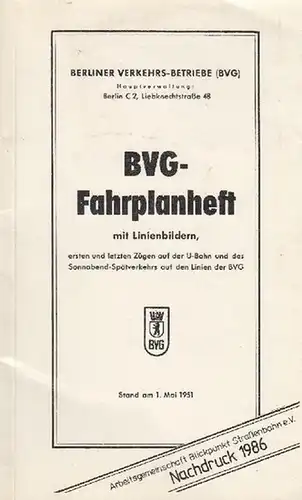 BERLINER VERKEHRS-BETRIEBE (BVG)
Hauptverwaltung:
Berlin C 2, Liebknechtstraße 48
BVG-
Fahrplanheft
mit Linienbildern,
ersten und letzten Zügen auf der U-Bahn und des
Sonnabend-Spätverkehrs auf den Linien der BVG
BVG
Stand am 1. Mai 1951
Arbeitsgemeinschaft Blickpunkt Straßenbahn e.V.
Nachdruck 1986